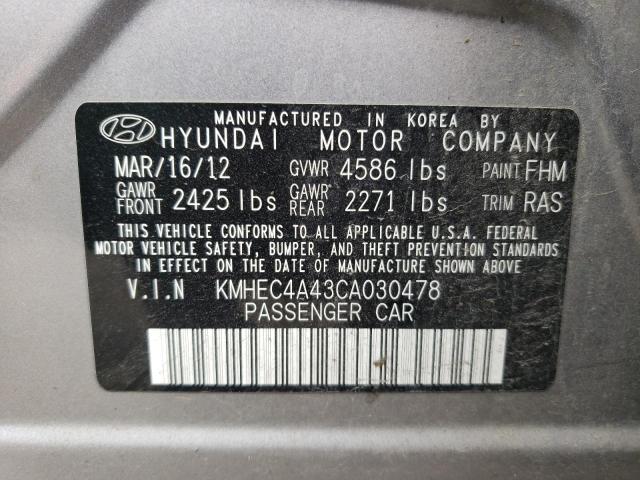 MANUFACTURED IN KOREA BY
HYUNDAI MOTOR COMPANY
MAR/16/12 GVWR 4586 lbs PAINT FHM
GAWR FRONT 2425 lbs GAWR REAR 2271 lbs TRIM RAS
THIS VEHICLE CONFORMS TO ALL APPLICABLE U.S.A. FEDERAL
MOTOR VEHICLE SAFETY, BUMPER, AND THEFT PREVENTION STANDARDS
IN EFFECT ON THE DATE OF MANUFACTURE SHOWN ABOVE.
V.I.N KMHEC4A43CA030478
PASSENGER CAR